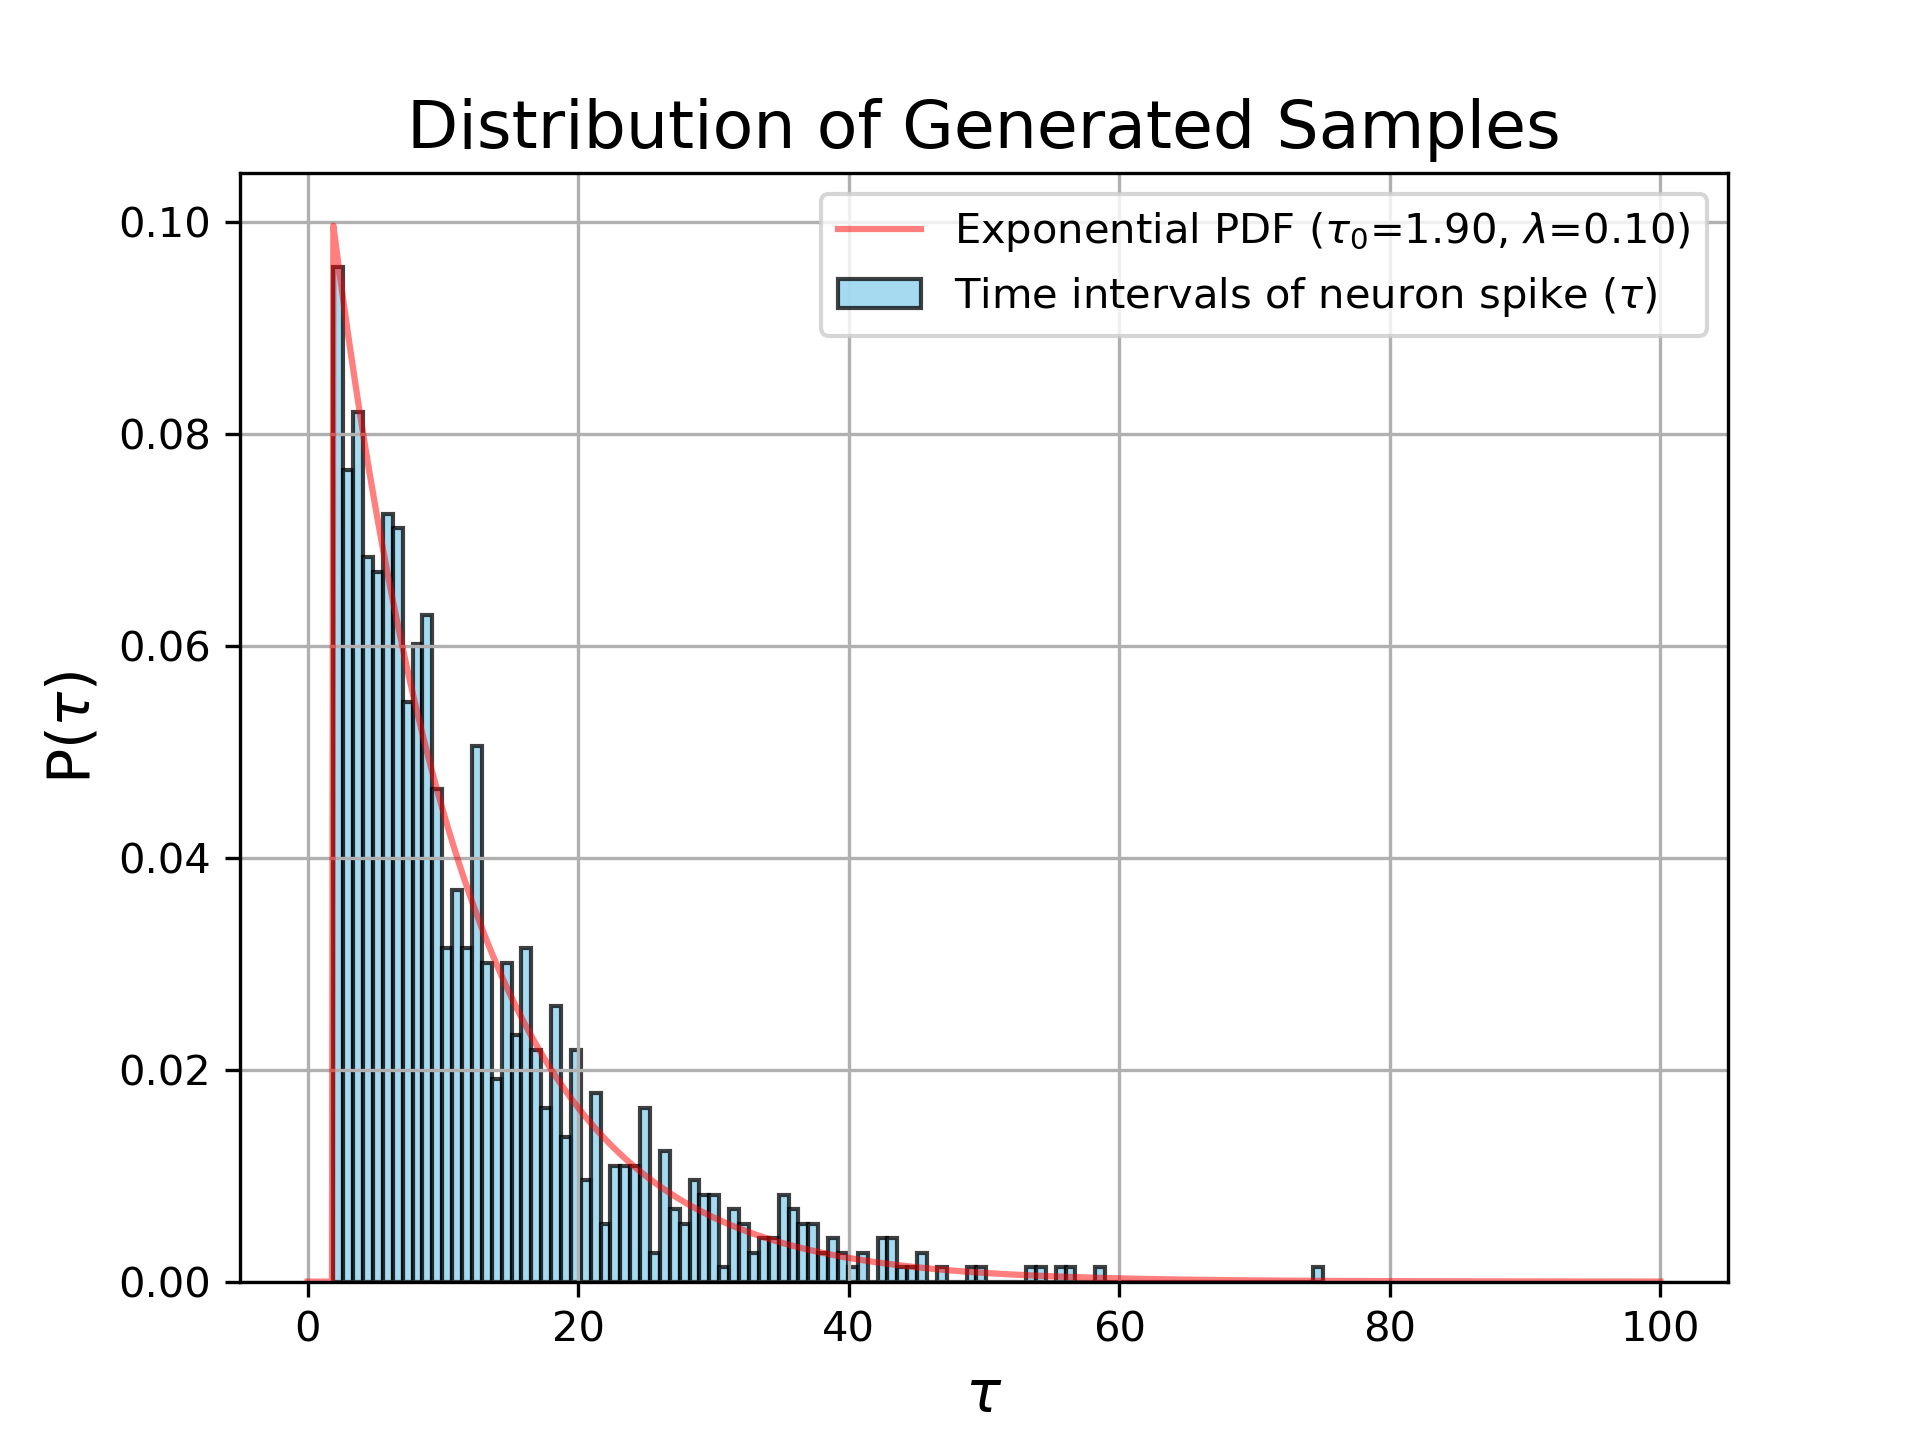 Distribution of Generated Samples
Exponential PDF (τ₀=1.90, λ=0.10)
Time intervals of neuron spike (τ)
P(τ)
0.10
0.08
0.06
0.04
0.02
0.00
0 20 40 60 80 100
τ